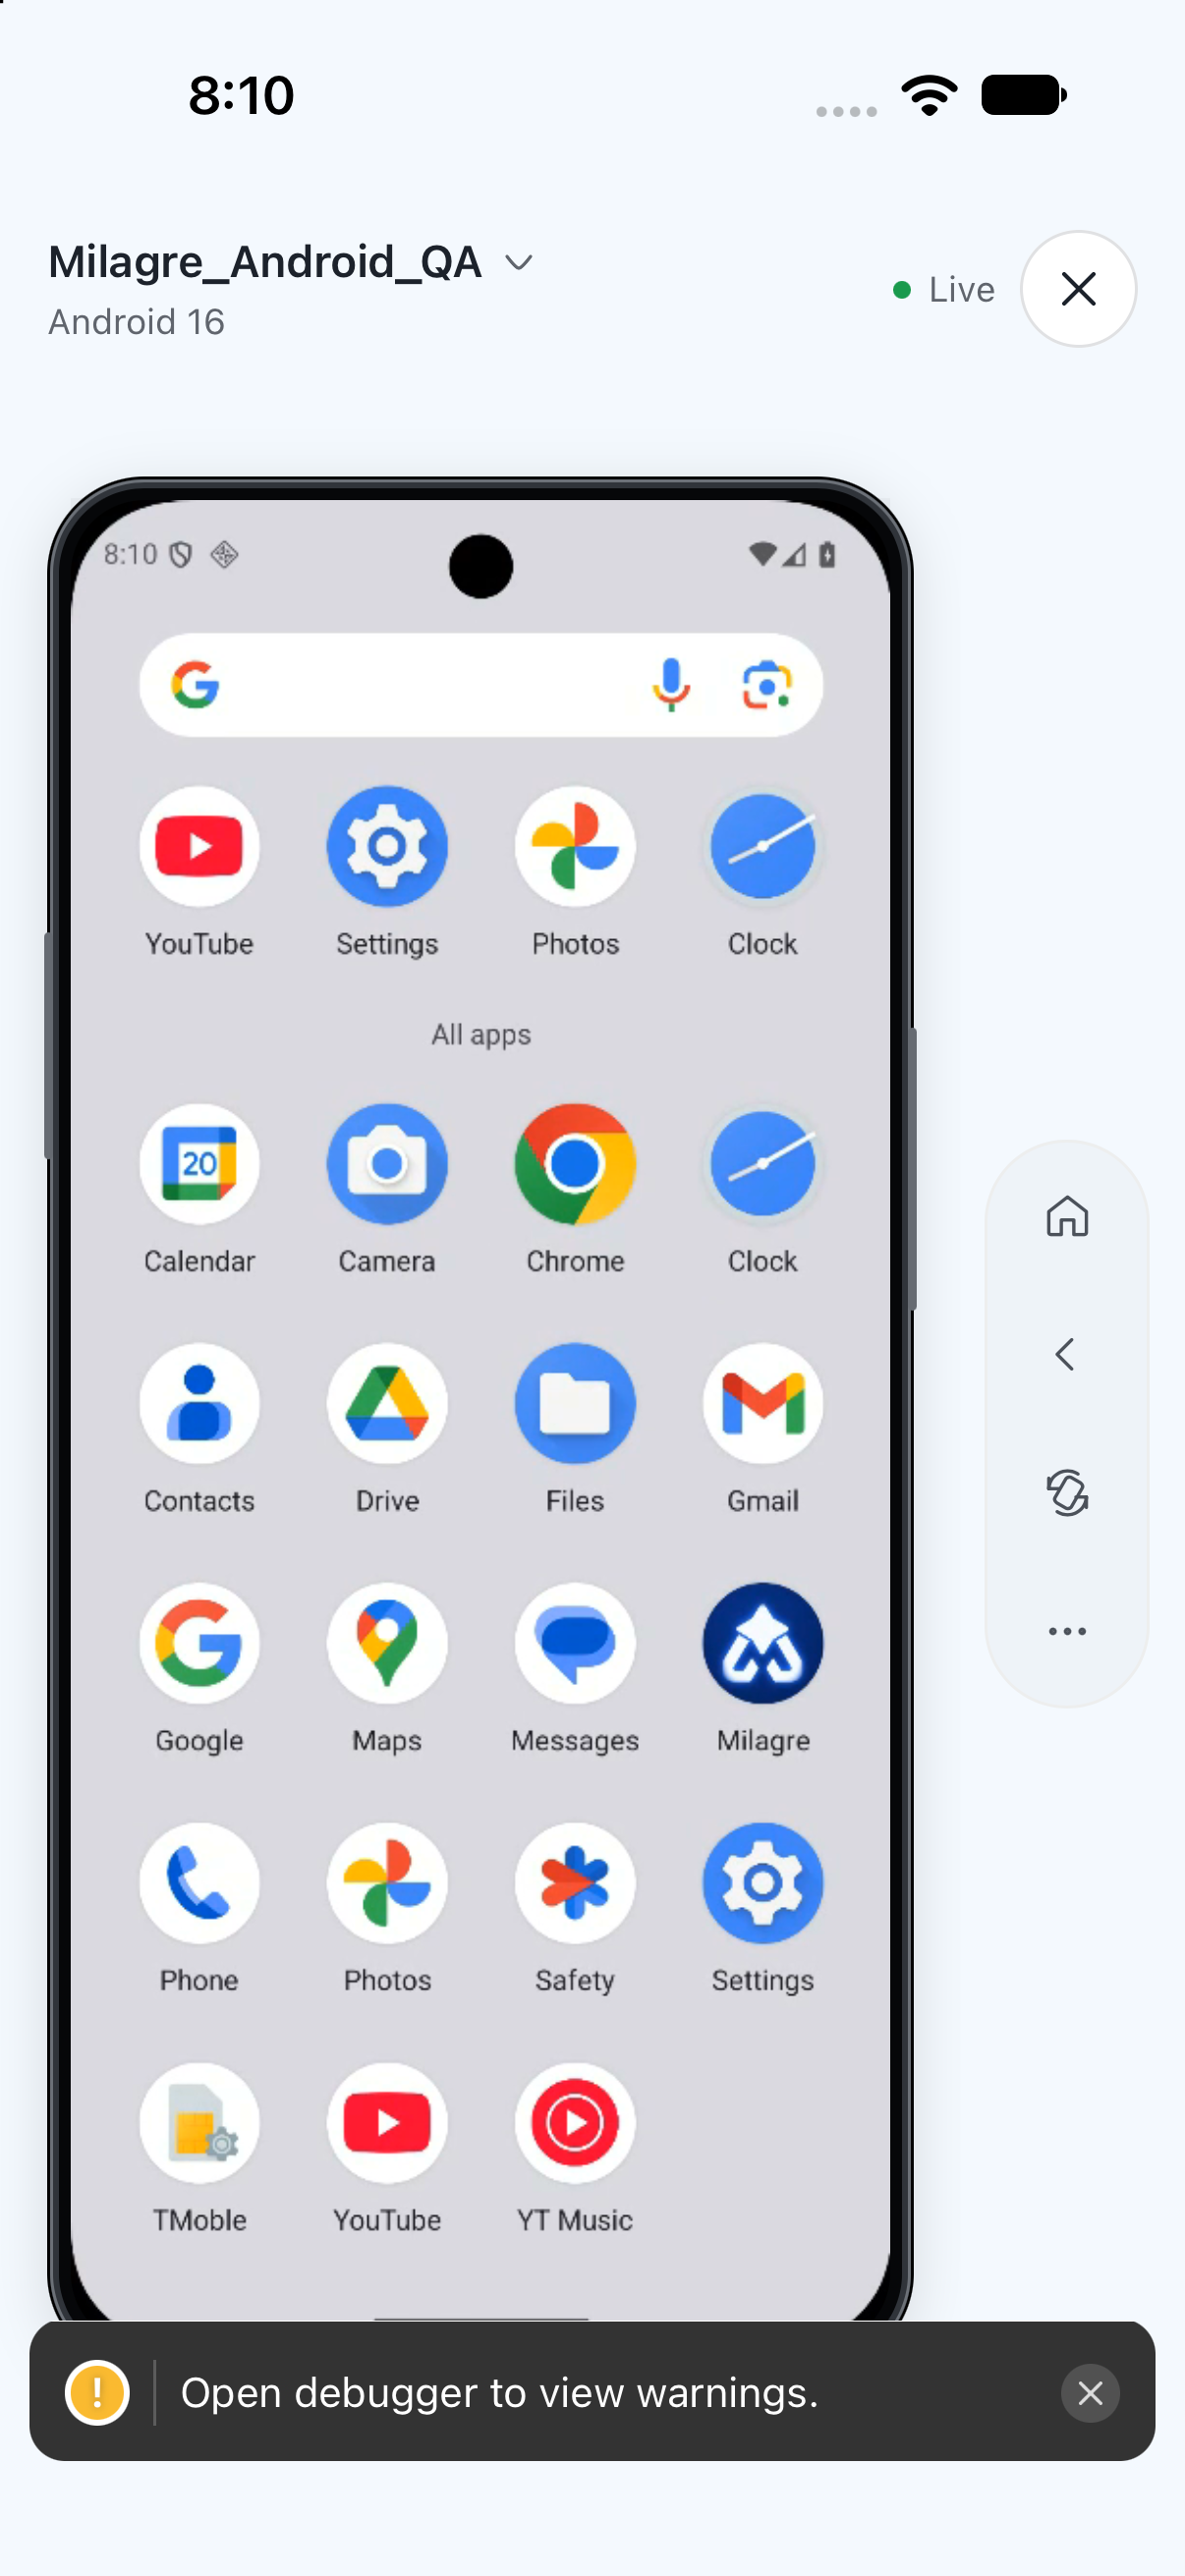 8:10
Milagre_Android_QA
Android 16
Live
8:10
YouTube Settings Photos Clock
All apps
20
Calendar Camera Chrome Clock
Contacts Drive Files Gmail
Google Maps Messages Milagre
Phone Photos Safety Settings
TMoble YouTube YT Music
! Open debugger to view warnings.